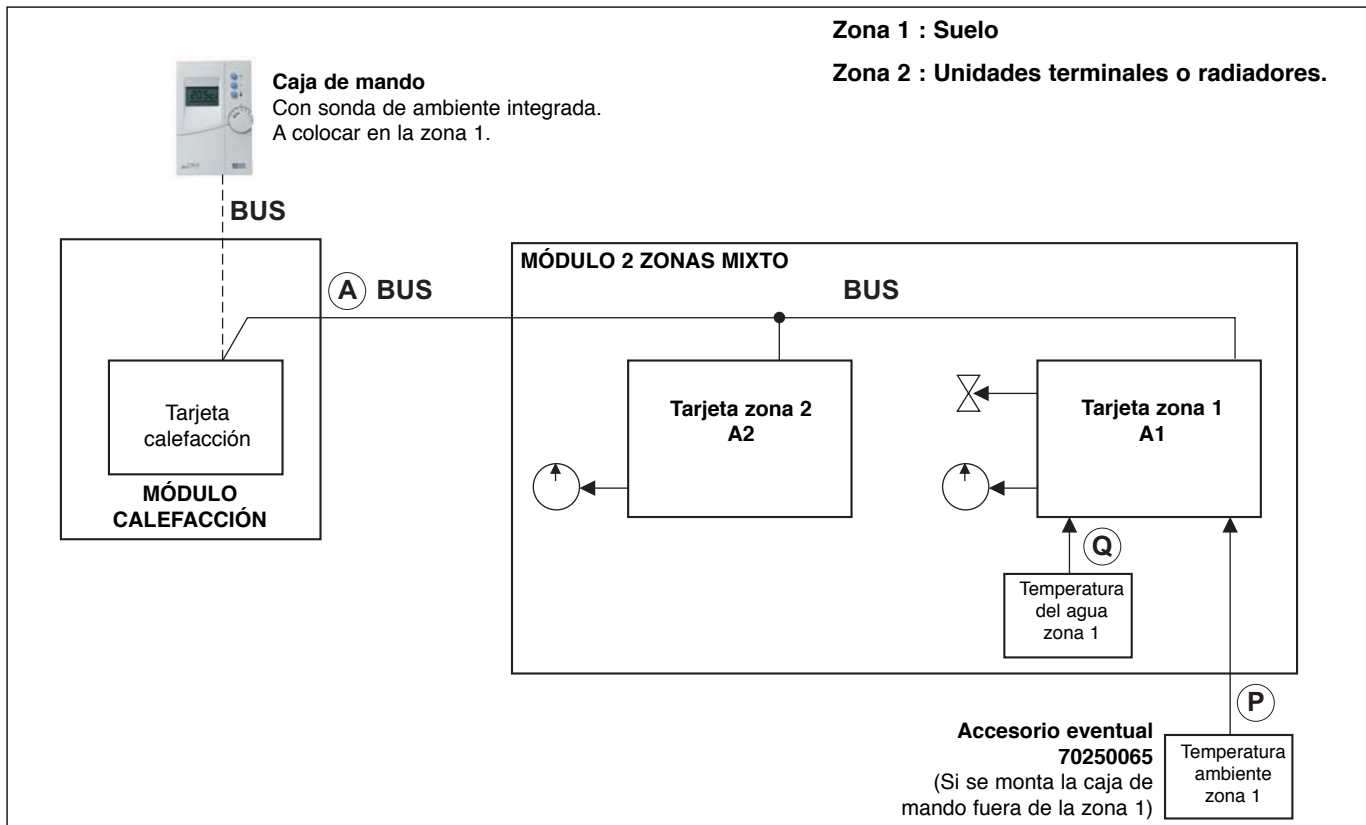 Zona 1 : Suelo
Zona 2 : Unidades terminales o radiadores.
Caja de mando
Con sonda de ambiente integrada.
A colocar en la zona 1.
BUS
MÓDULO 2 ZONAS MIXTO
A BUS
BUS
Tarjeta
calefacción
MÓDULO
CALEFACCIÓN
Tarjeta zona 2
A2
Tarjeta zona 1
A1
Q
Temperatura
del agua
zona 1
P
Accesorio eventual
70250065
(Si se monta la caja de
mando fuera de la zona 1)
Temperatura
ambiente
zona 1